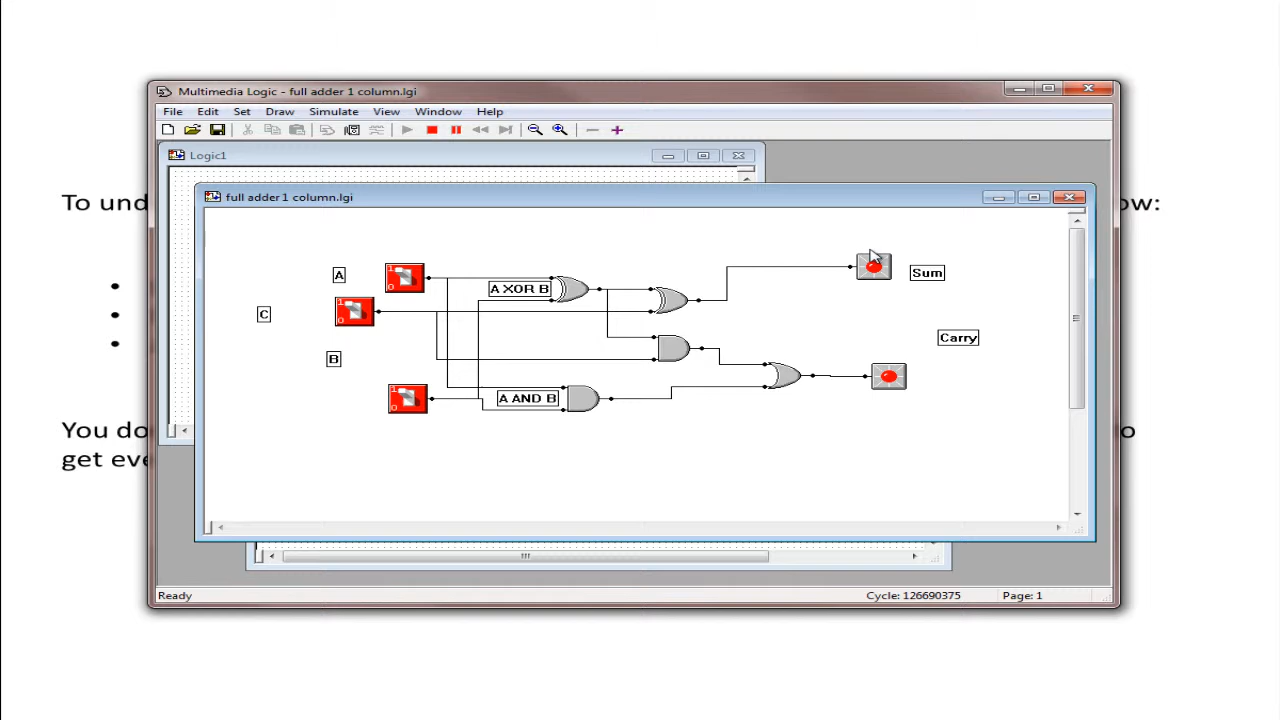 Multimedia Logic - full adder 1 column.lgi
File Edit Set Draw Simulate View Window Help
Logic1
To und
ow:
full adder 1 column.lgi
A
C
B
A XOR B
A AND B
Sum
Carry
You do
o
get eve
Ready
Cycle: 126690375
Page: 1